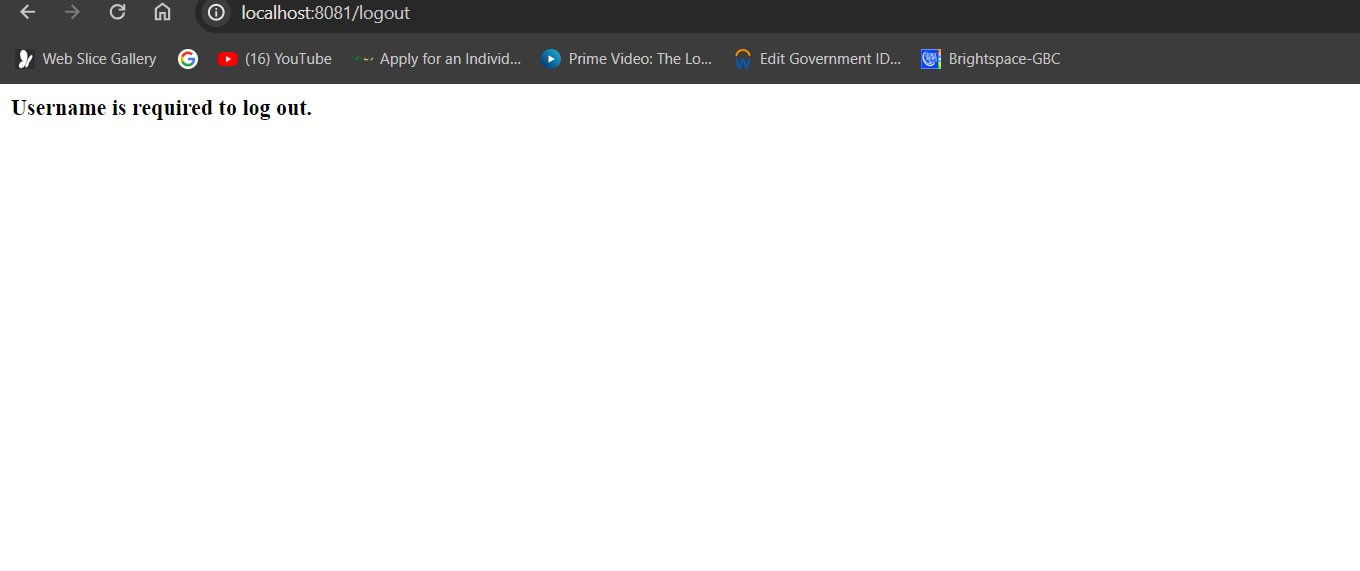 localhost:8081/logout
Web Slice Gallery (16) YouTube Apply for an Individ... Prime Video: The Lo... Edit Government ID... Brightspace-GBC
Username is required to log out.